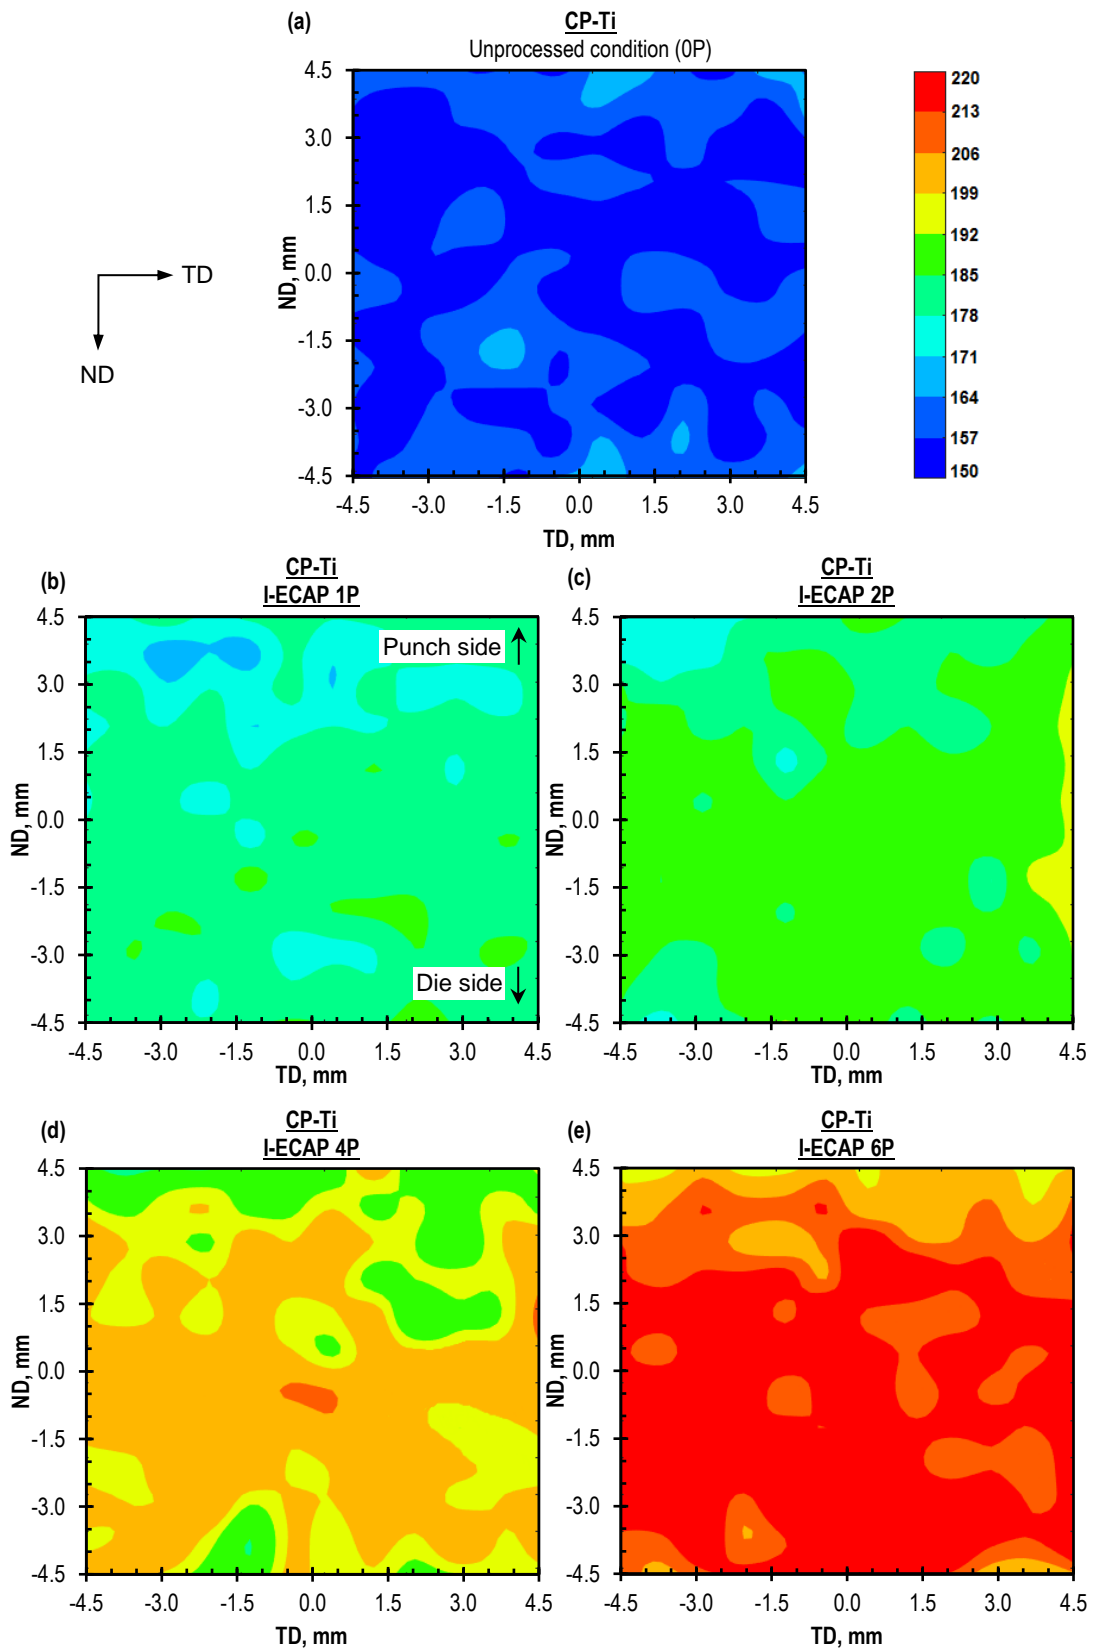 (a)
CP-Ti
Unprocessed condition (0P)
4.5
3.0
1.5
0.0
-1.5
-3.0
-4.5
ND, mm
-4.5 -3.0 -1.5 0.0 1.5 3.0 4.5
TD, mm
220
213
206
199
192
185
178
171
164
157
150
TD
ND
(b)
CP-Ti
I-ECAP 1P
4.5
3.0
1.5
0.0
-1.5
-3.0
-4.5
ND, mm
Punch side
Die side
-4.5 -3.0 -1.5 0.0 1.5 3.0 4.5
TD, mm
(c)
CP-Ti
I-ECAP 2P
4.5
3.0
1.5
0.0
-1.5
-3.0
-4.5
ND, mm
-4.5 -3.0 -1.5 0.0 1.5 3.0 4.5
TD, mm
(d)
CP-Ti
I-ECAP 4P
4.5
3.0
1.5
0.0
-1.5
-3.0
-4.5
ND, mm
-4.5 -3.0 -1.5 0.0 1.5 3.0 4.5
TD, mm
(e)
CP-Ti
I-ECAP 6P
4.5
3.0
1.5
0.0
-1.5
-3.0
-4.5
ND, mm
-4.5 -3.0 -1.5 0.0 1.5 3.0 4.5
TD, mm